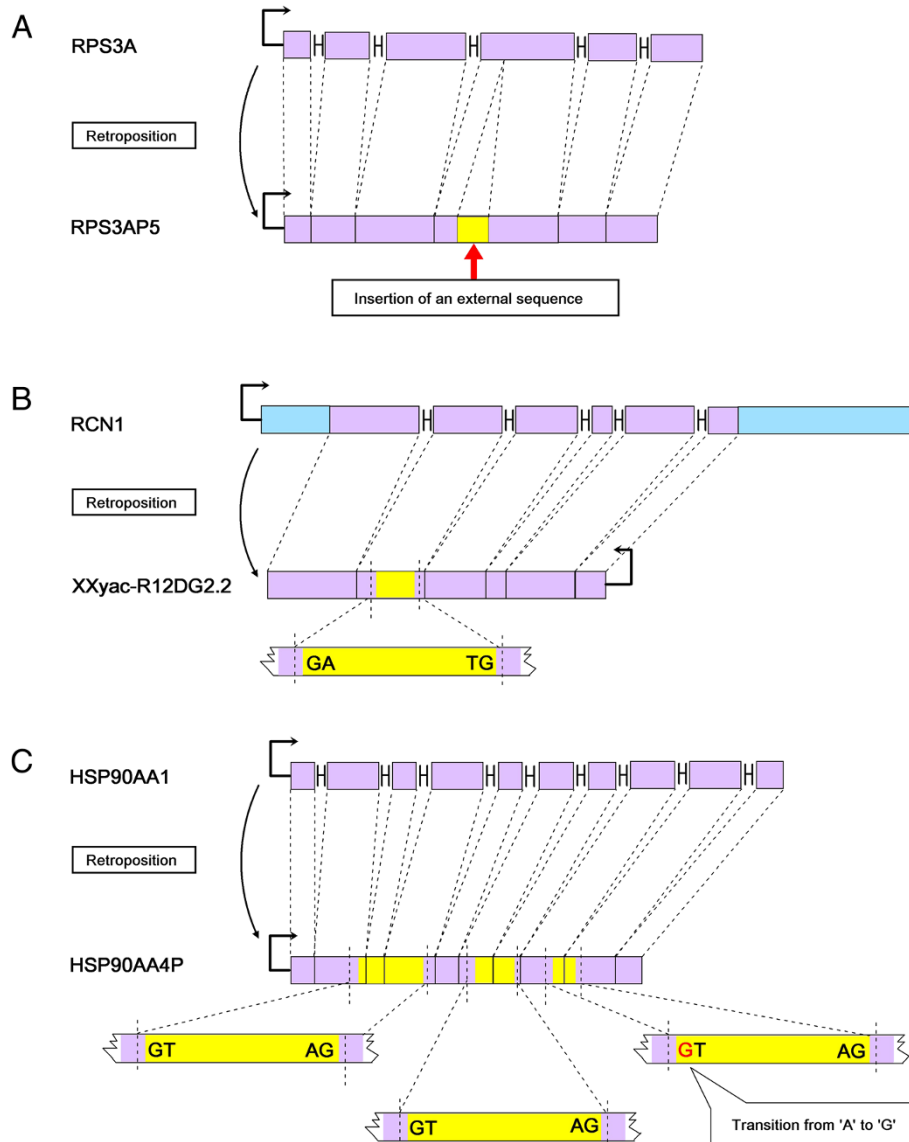 A
RPS3A
Retroposition
RPS3AP5
Insertion of an external sequence
B
RCN1
Retroposition
XXyac-R12DG2.2
GA TG
C
HSP90AA1
Retroposition
HSP90AA4P
GT AG
GT AG
GT AG
Transition from 'A' to 'G'